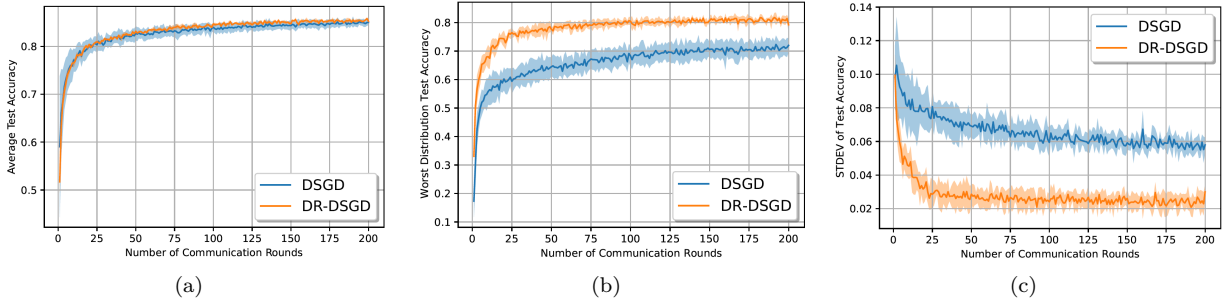 Average Test Accuracy
0.8
0.7
0.6
0.5
0 25 50 75 100 125 150 175 200
Number of Communication Rounds
DSGD
DR-DSGD
(a)
Worst Distribution Test Accuracy
0.8
0.7
0.6
0.5
0.4
0.3
0.2
0.1
0 25 50 75 100 125 150 175 200
Number of Communication Rounds
DSGD
DR-DSGD
(b)
STDEV of Test Accuracy
0.14
0.12
0.10
0.08
0.06
0.04
0.02
0 25 50 75 100 125 150 175 200
Number of Communication Rounds
DSGD
DR-DSGD
(c)